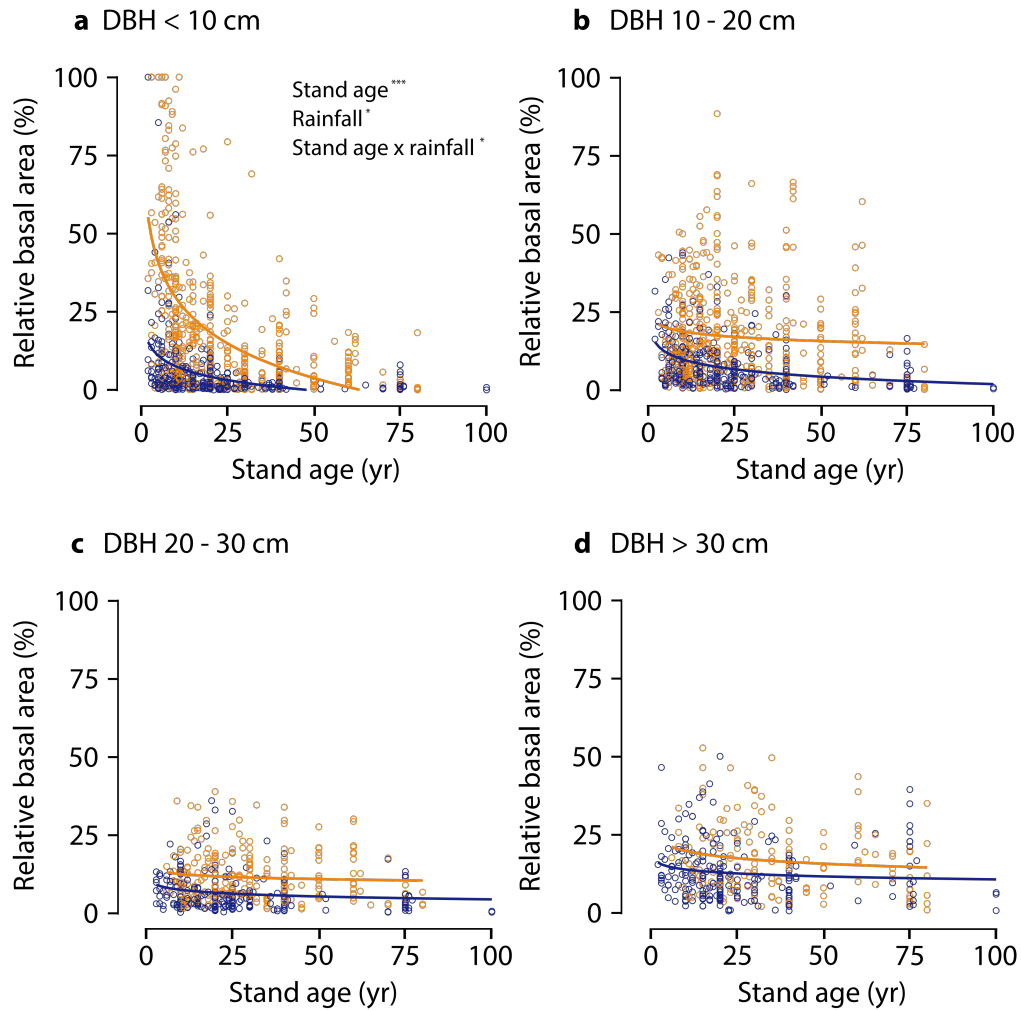 a DBH < 10 cm
Relative basal area (%)
100
75
50
25
0
Stand age***
Rainfall*
Stand age x rainfall *
0 25 50 75 100
Stand age (yr)
b DBH 10 - 20 cm
Relative basal area (%)
100
75
50
25
0
0 25 50 75 100
Stand age (yr)
c DBH 20 - 30 cm
Relative basal area (%)
100
75
50
25
0
0 25 50 75 100
Stand age (yr)
d DBH > 30 cm
Relative basal area (%)
100
75
50
25
0
0 25 50 75 100
Stand age (yr)